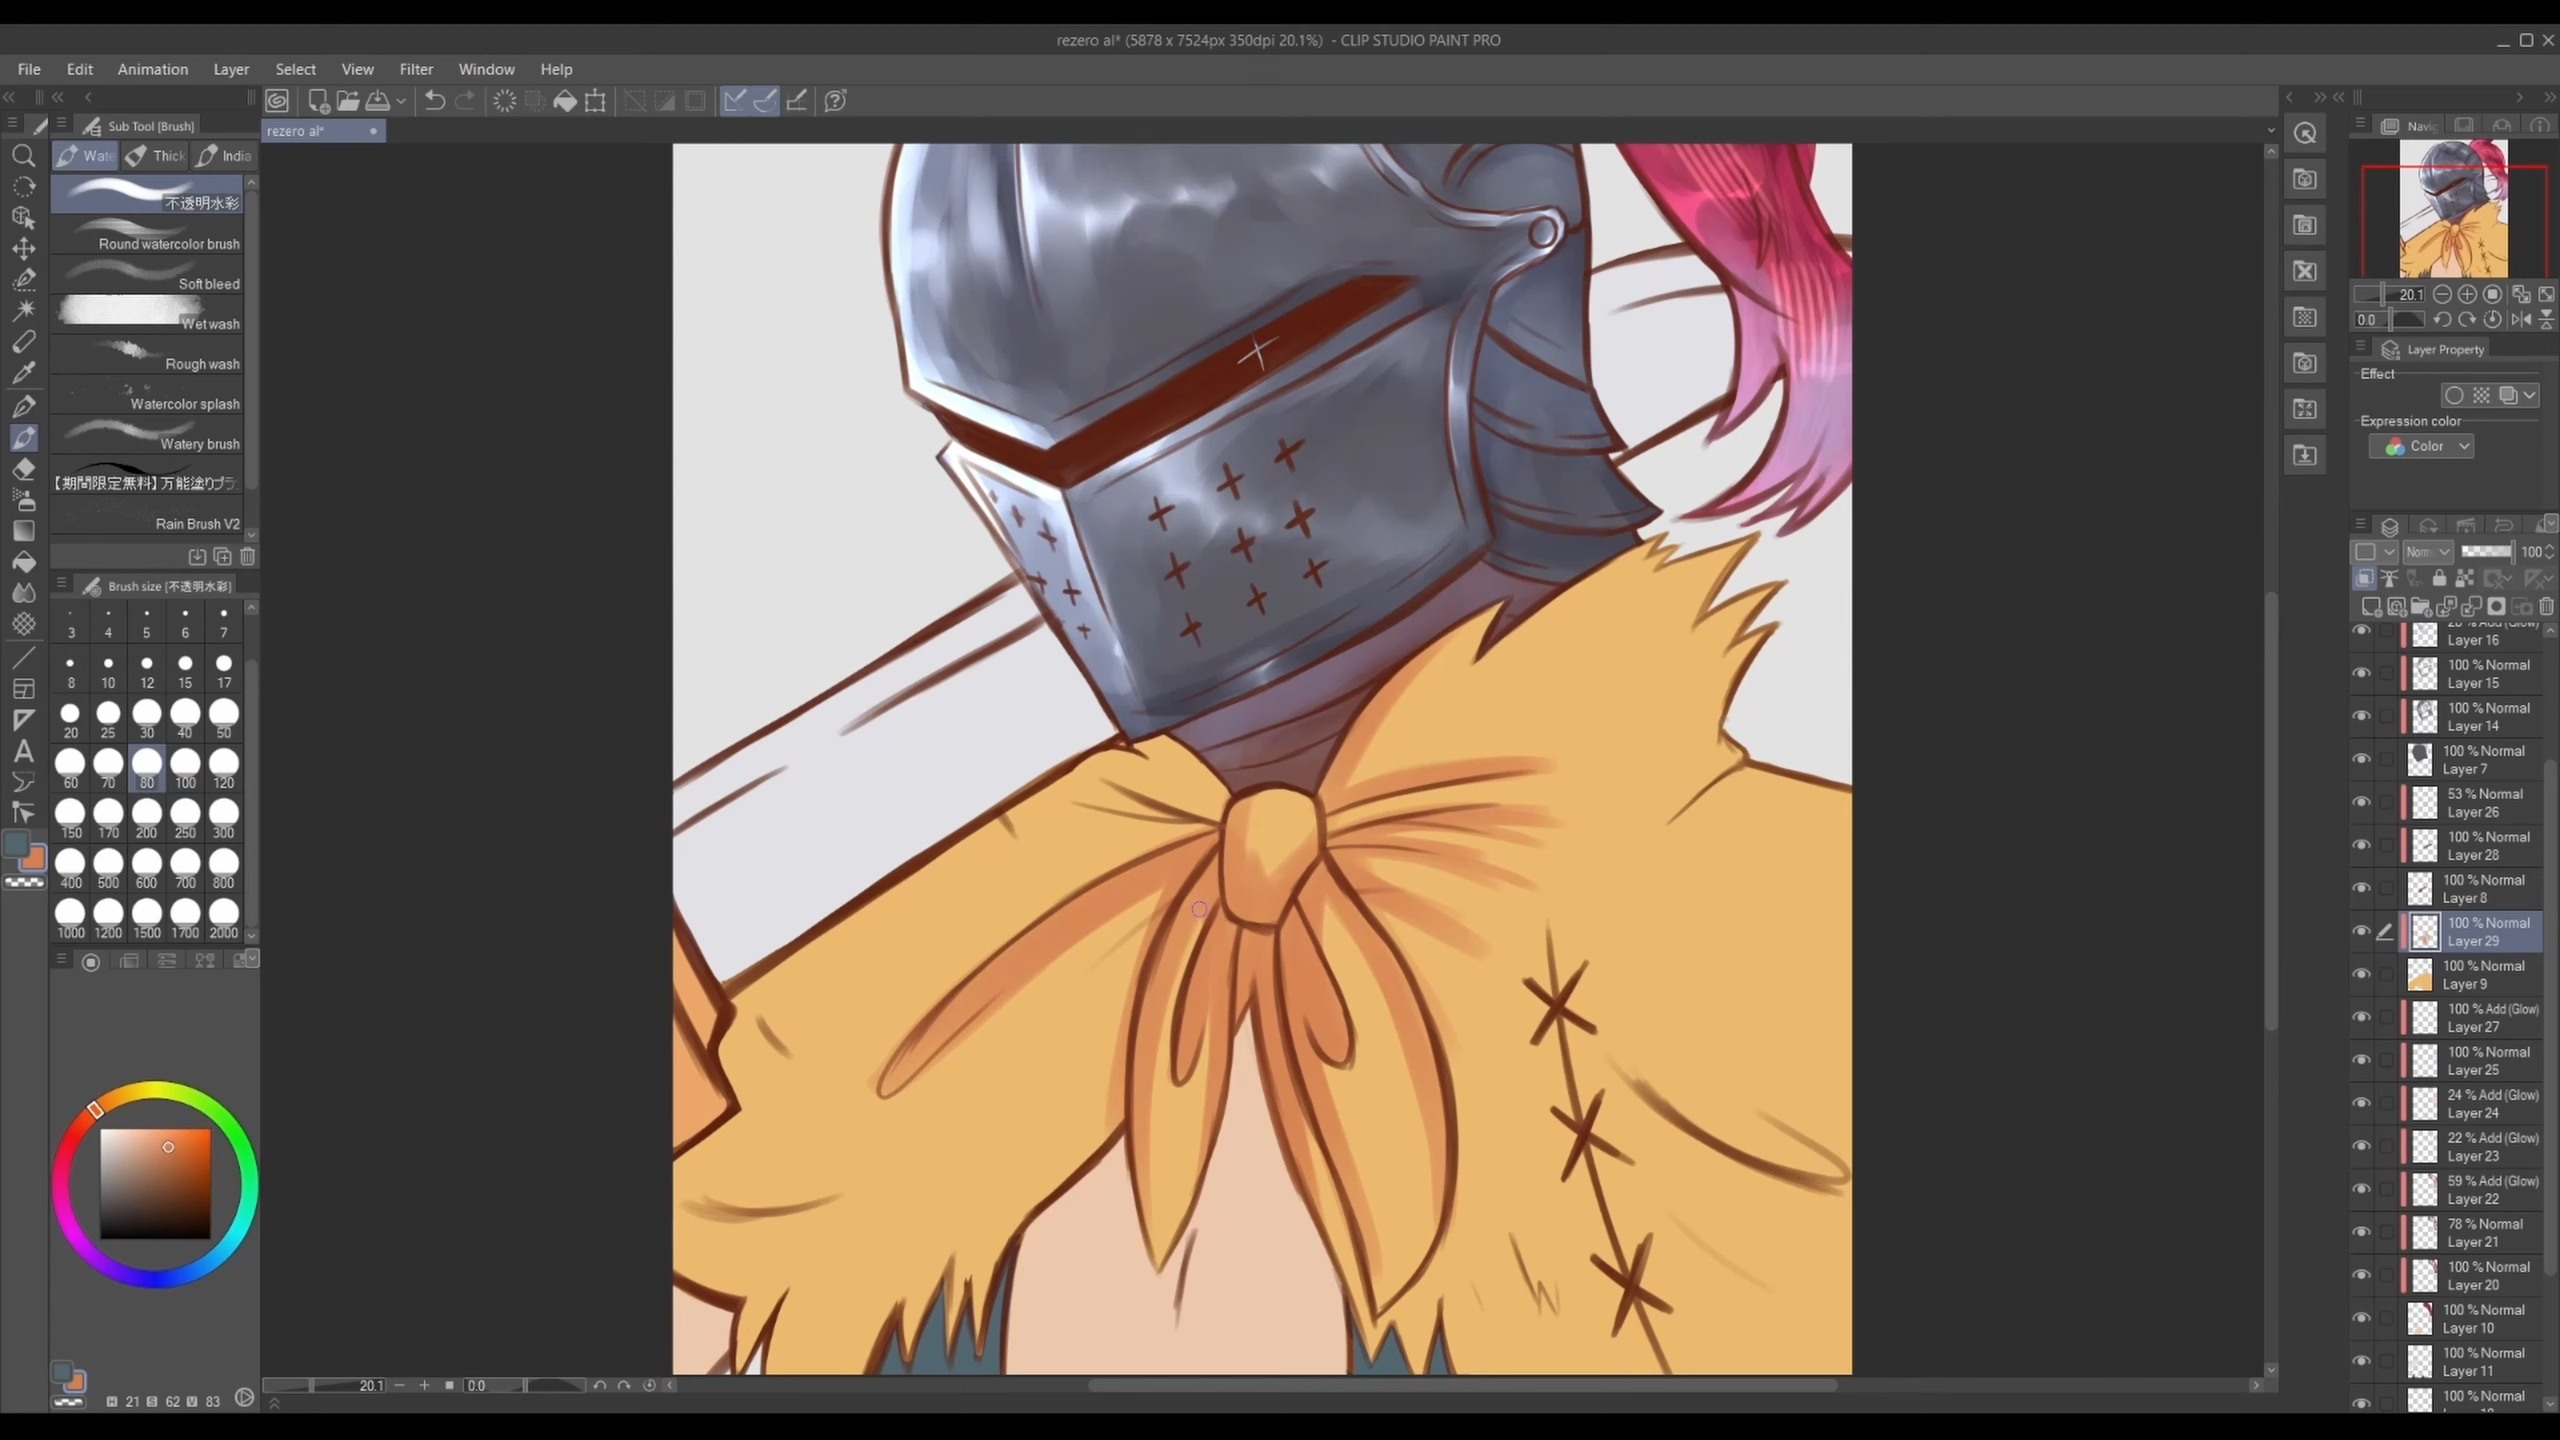 rezero al* (5878 x 7524px 350dpi 20.1%) - CLIP STUDIO PAINT PRO
File Edit Animation Layer Select View Filter Window Help
Sub Tool [Brush]
rezero al*
Wate Thick India
不透明水彩
Round watercolor brush
Soft bleed
Wet wash
Rough wash
Watercolor splash
Watery brush
【期間限定無料】万能塗りブラ
Rain Brush V2
Brush size [不透明水彩]
3 4 5 6 7
8 10 12 15 17
20 25 30 40 50
60 70 80 100 120
150 170 200 250 300
400 500 600 700 800
1000 1200 1500 1700 2000
H 21 S 62 V 83
20.1 0.0
Navig
20.1
0.0
Layer Property
Effect
Expression color
Color
Norm 100
Layer 16
100 % Normal
Layer 15
100 % Normal
Layer 14
100 % Normal
Layer 7
53 % Normal
Layer 26
100 % Normal
Layer 28
100 % Normal
Layer 8
100 % Normal
Layer 29
100 % Normal
Layer 9
100 % Add (Glow)
Layer 27
100 % Normal
Layer 25
24 % Add (Glow)
Layer 24
22 % Add (Glow)
Layer 23
59 % Add (Glow)
Layer 22
78 % Normal
Layer 21
100 % Normal
Layer 20
100 % Normal
Layer 10
100 % Normal
Layer 11
100 % Normal